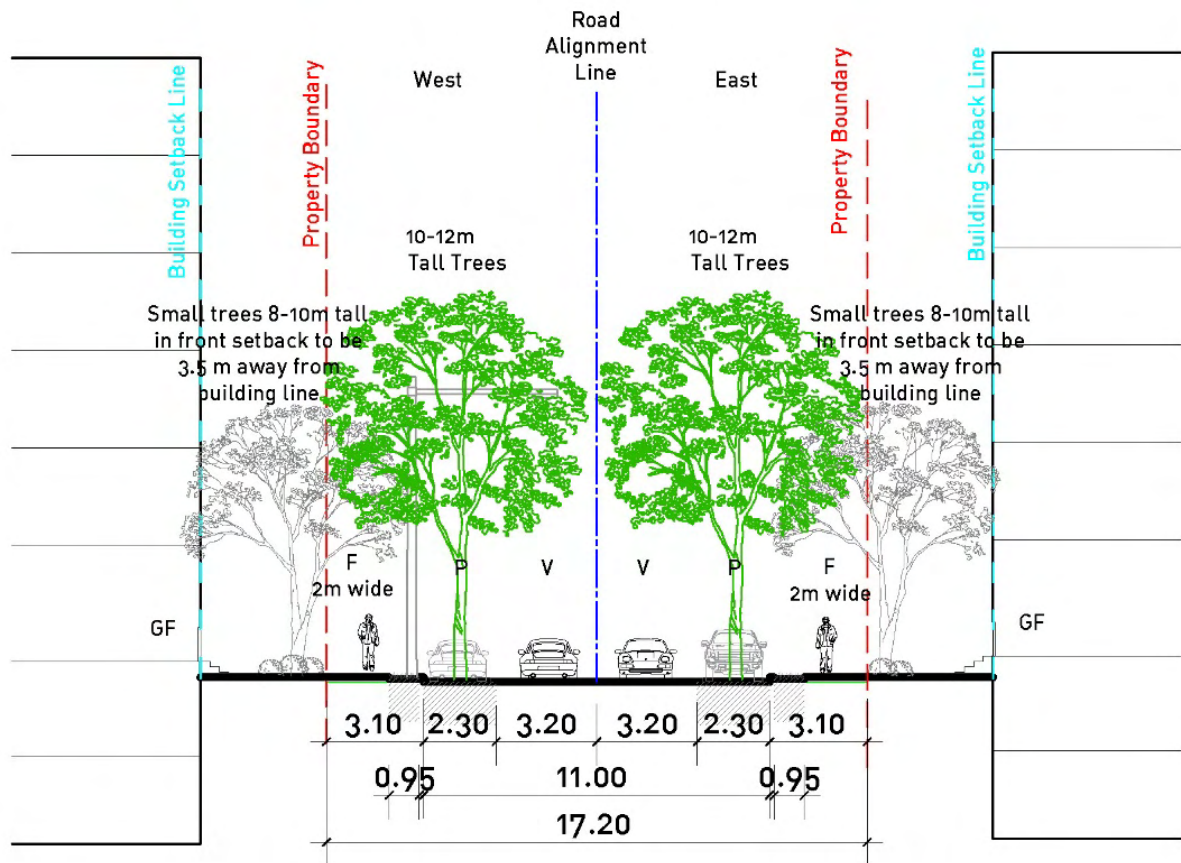 Road
Alignment
Line
West
East
Building Setback Line
Property Boundary
Property Boundary
Building Setback Line
10-12m
Tall Trees
10-12m
Tall Trees
Small trees 8-10m tall
in front setback to be
3.5 m away from
building line
Small trees 8-10m tall
in front setback to be
3.5 m away from
building line
F
2m wide
P
V
V
P
F
2m wide
GF
GF
3.10 2.30 3.20 3.20 2.30 3.10
0.95 11.00 0.95
17.20